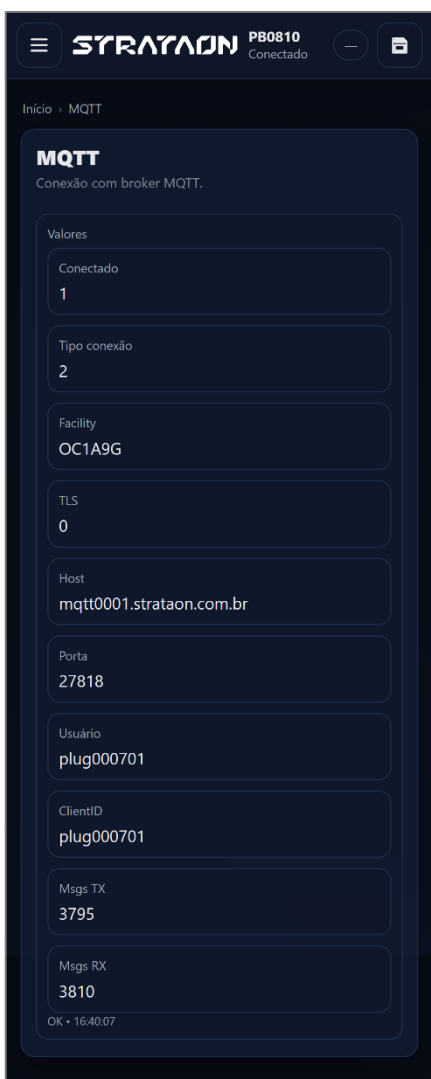 STRATAON
PB0810
Conectado
Início › MQTT
MQTT
Conexão com broker MQTT.
Valores
Conectado
1
Tipo conexão
2
Facility
OC1A9G
TLS
0
Host
mqtt0001.strataon.com.br
Porta
27818
Usuário
plug000701
ClientID
plug000701
Msgs TX
3795
Msgs RX
3810
OK • 16:40:07